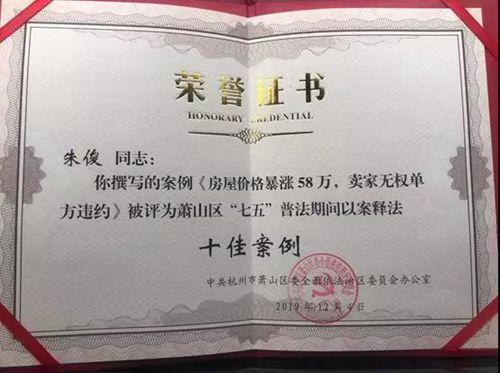 荣誉证书
HONORARY CREDENTIAL
朱俊 同志：
你撰写的案例《房屋价格暴涨58万，卖家无权单
方违约》被评为萧山区“七五”普法期间以案释法
十佳案例
中共杭州市萧山区委全面依法治区委员会办公室
2019年12月4日